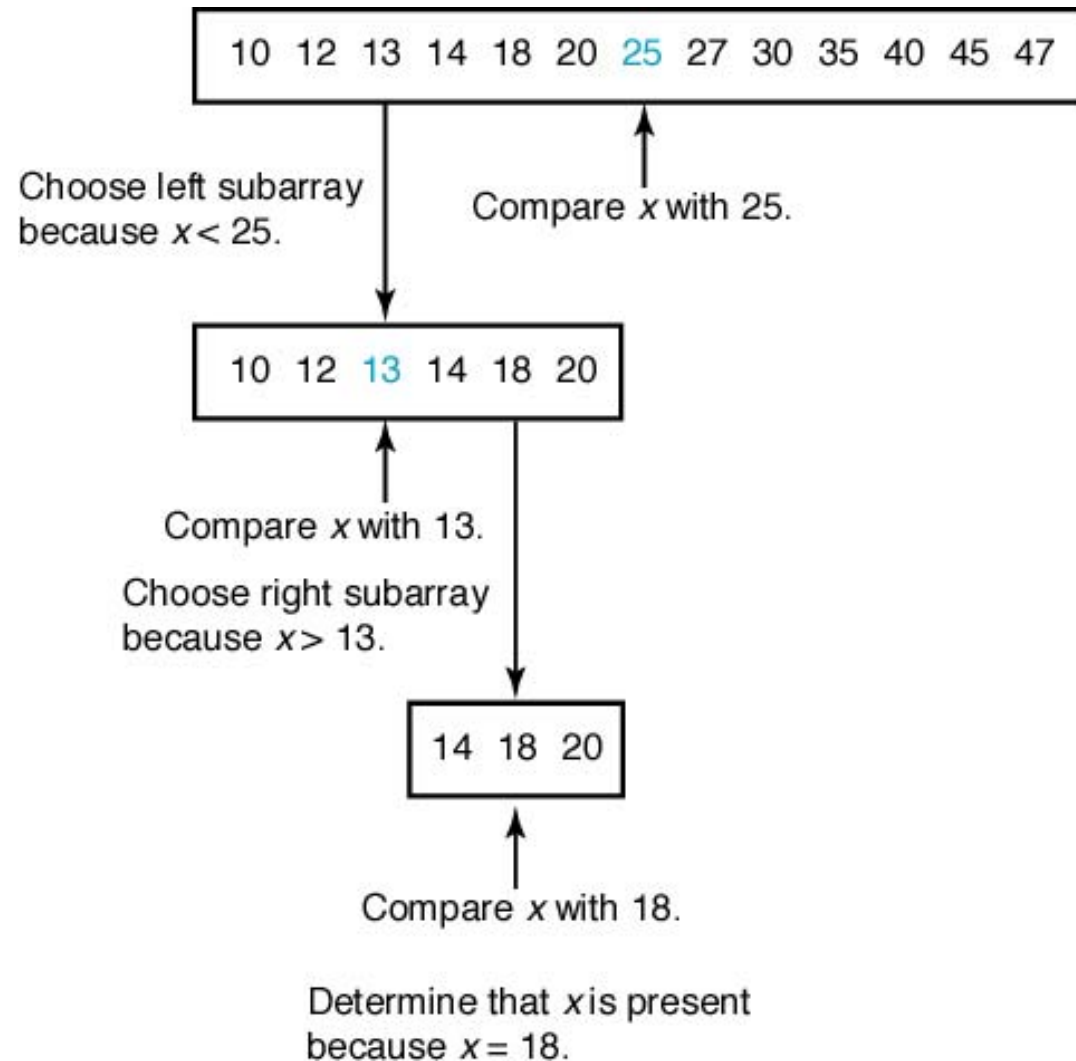 10 12 13 14 18 20 25 27 30 35 40 45 47
Choose left subarray
because x < 25.
Compare x with 25.
10 12 13 14 18 20
Compare x with 13.
Choose right subarray
because x > 13.
14 18 20
Compare x with 18.
Determine that x is present
because x = 18.